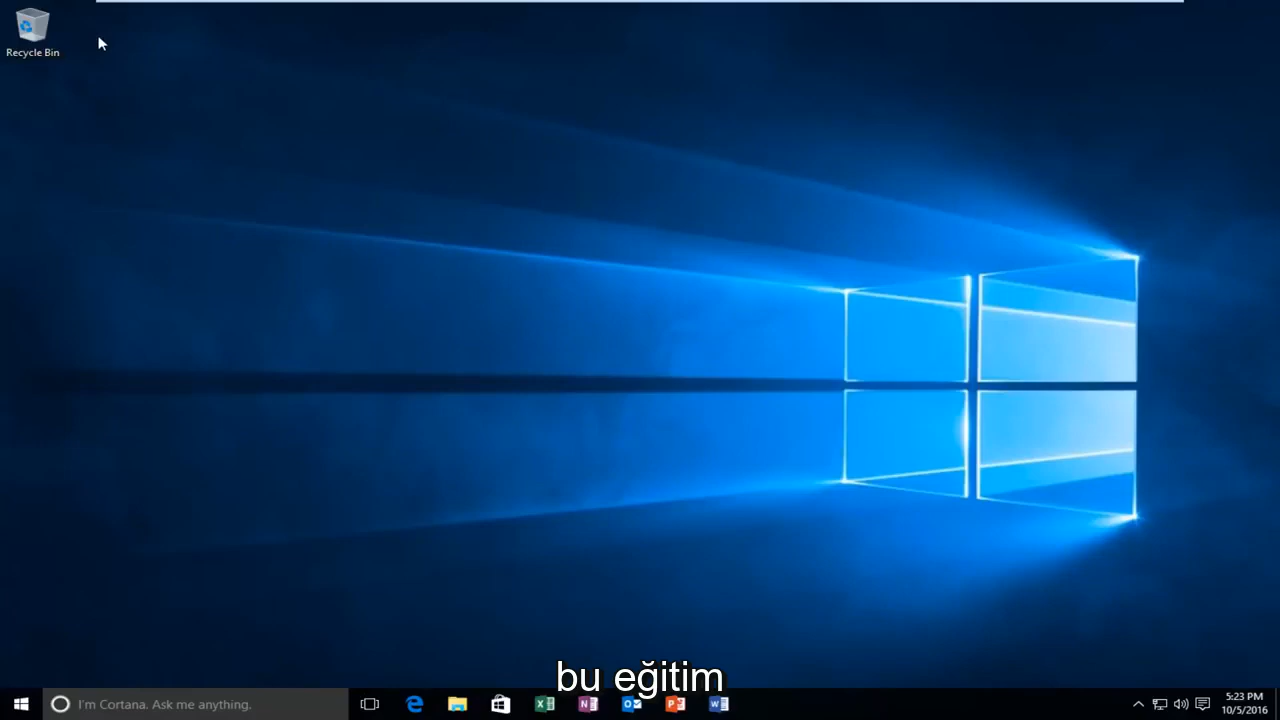 Recycle Bin
bu eğitim
I'm Cortana. Ask me anything.
5:23 PM
10/5/2016